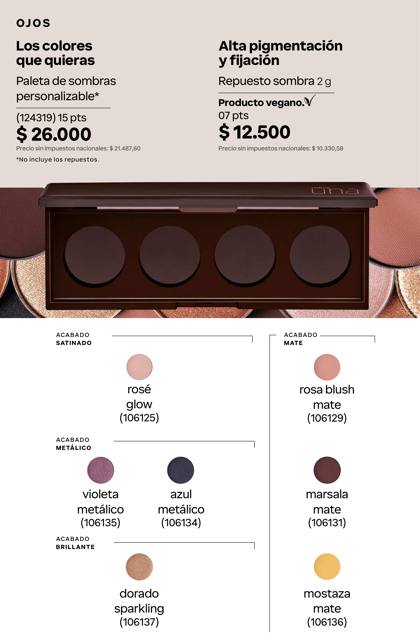 OJOS
Los colores
que quieras
Paleta de sombras
personalizable*
(124319) 15 pts
$ 26.000
Precio sin impuestos nacionales: $ 21.487,60
*No incluye los repuestos.
Alta pigmentación
y fijación
Repuesto sombra 2 g
Producto vegano.
07 pts
$ 12.500
Precio sin impuestos nacionales: $ 10.330,58
una
ACABADO
SATINADO
rosé
glow
(106125)
ACABADO
METÁLICO
violeta
metálico
(106135)
azul
metálico
(106134)
ACABADO
BRILLANTE
dorado
sparkling
(106137)
ACABADO
MATE
rosa blush
mate
(106129)
marsala
mate
(106131)
mostaza
mate
(106136)